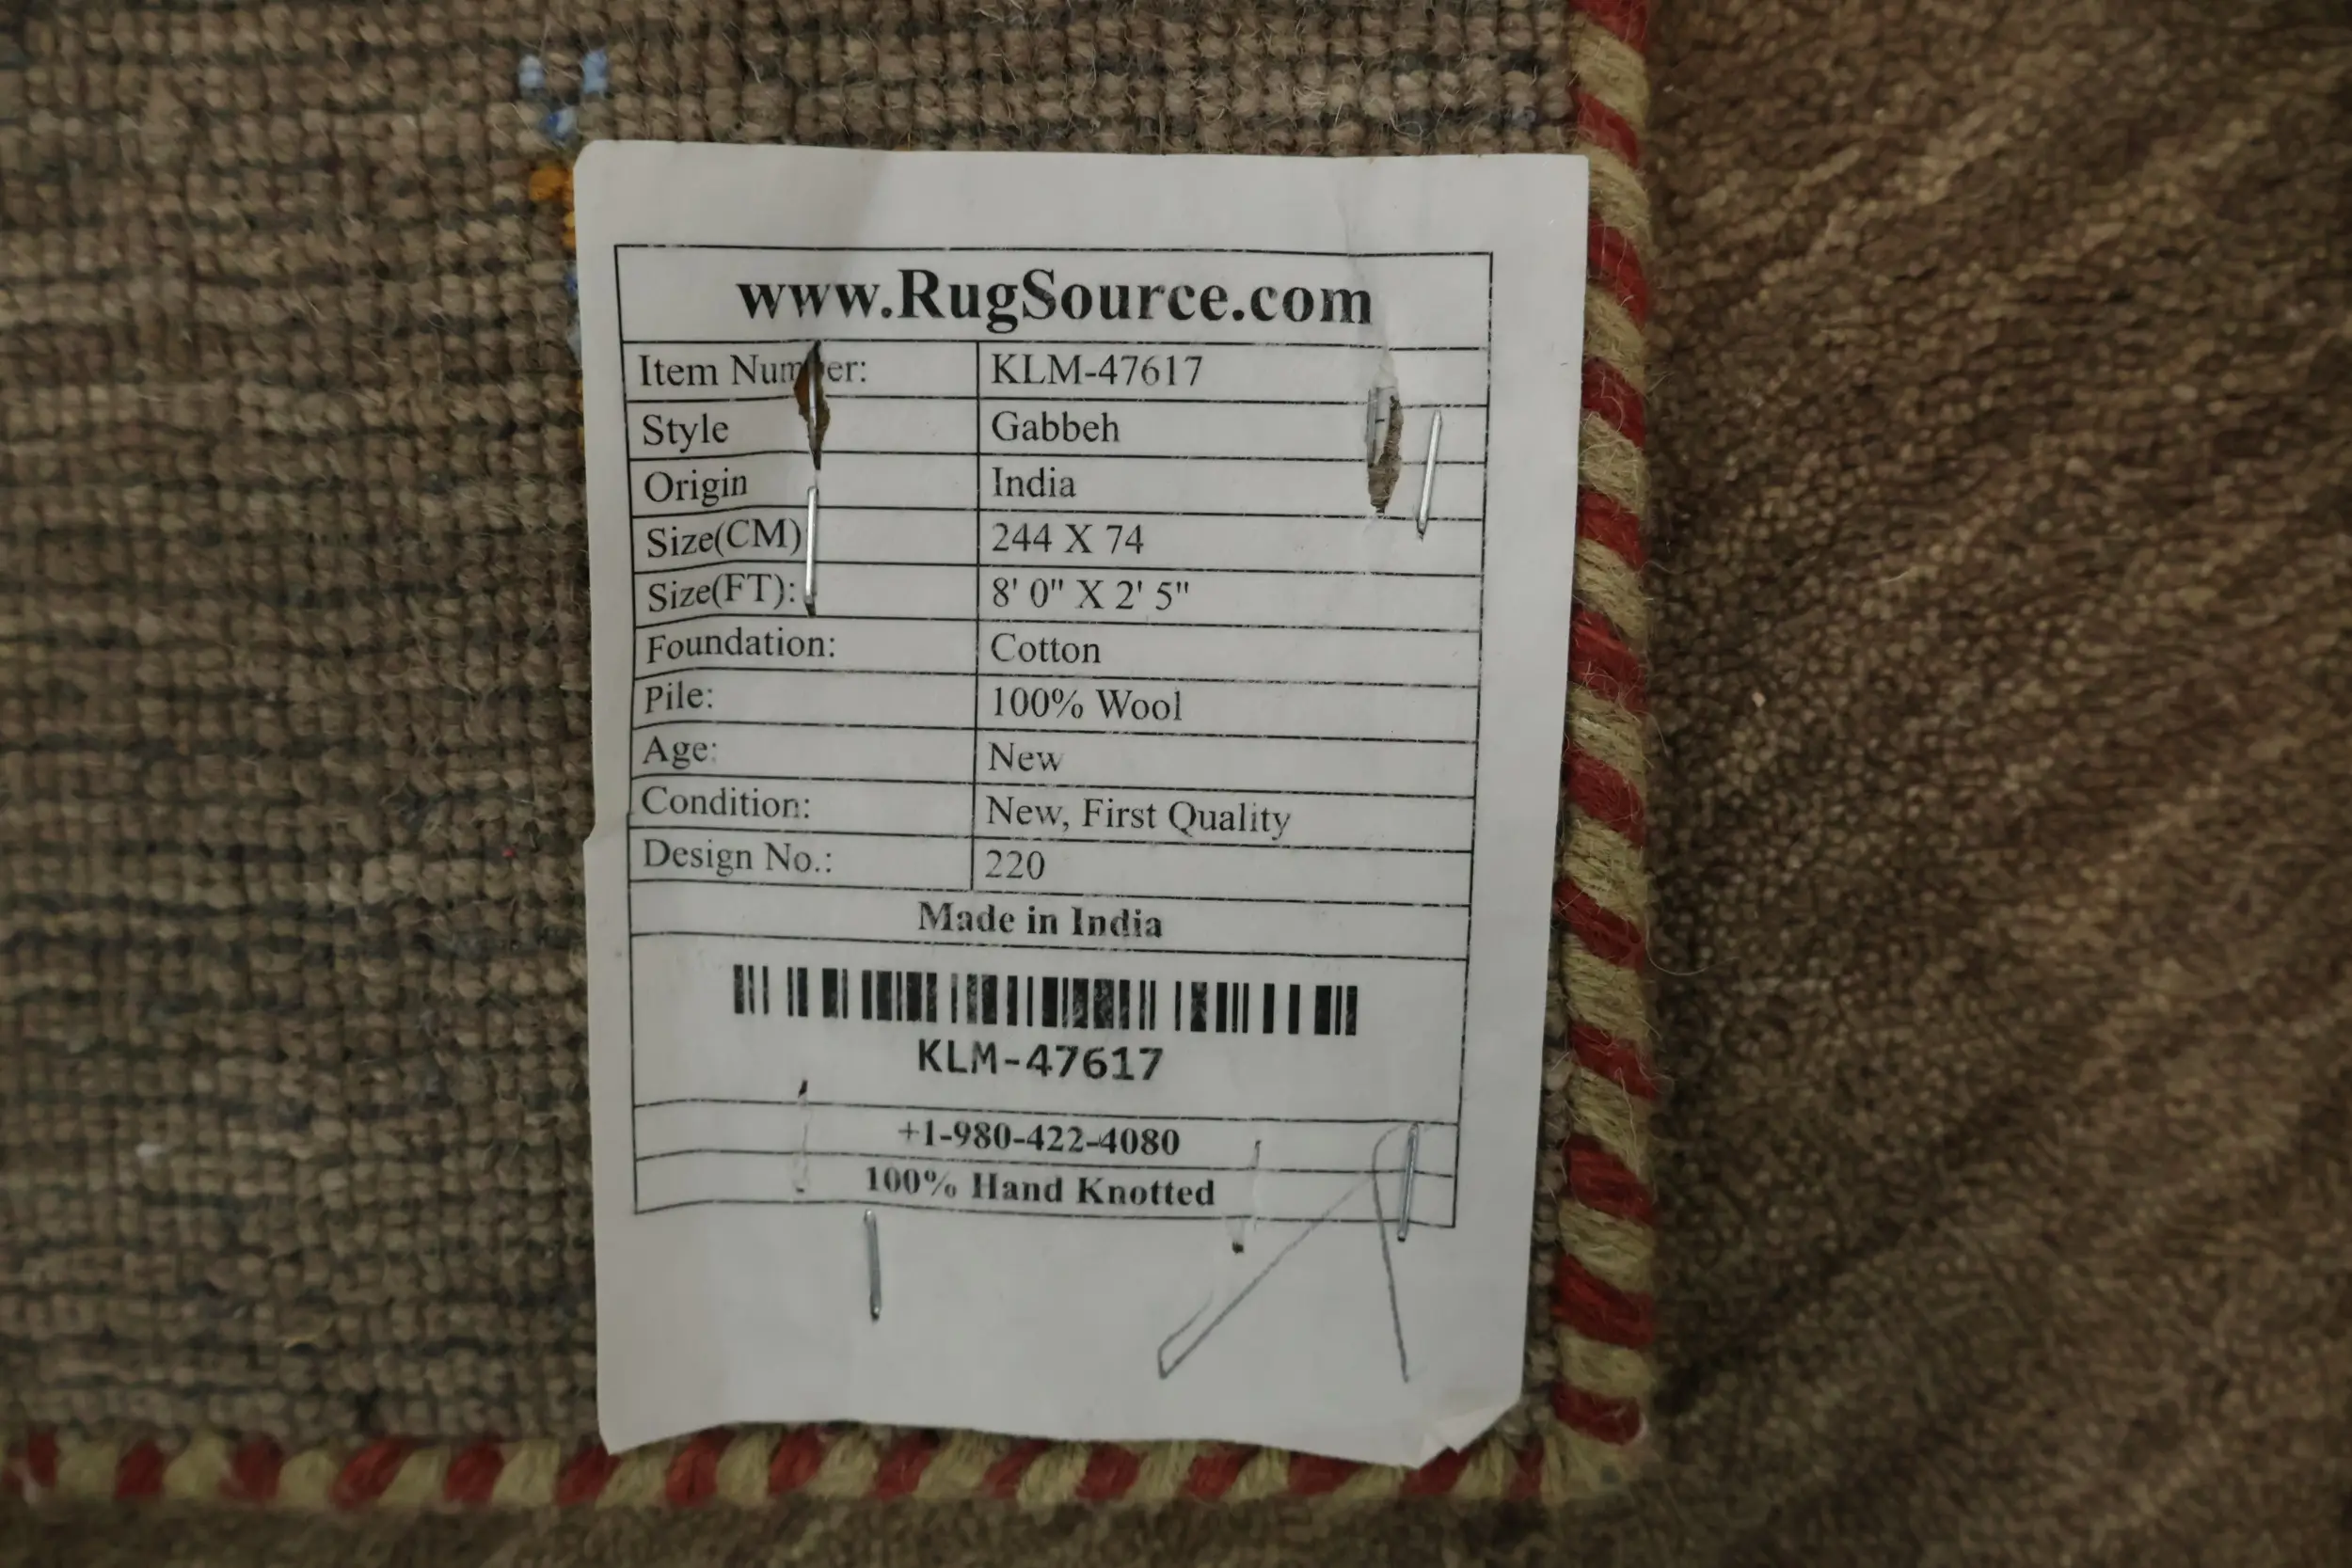 www.RugSource.com
Item Number: KLM-47617
Style Gabbeh
Origin India
Size(CM) 244 X 74
Size(FT): 8' 0" X 2' 5"
Foundation: Cotton
Pile: 100% Wool
Age: New
Condition: New, First Quality
Design No.: 220
Made in India
KLM-47617
+1-980-422-4080
100% Hand Knotted